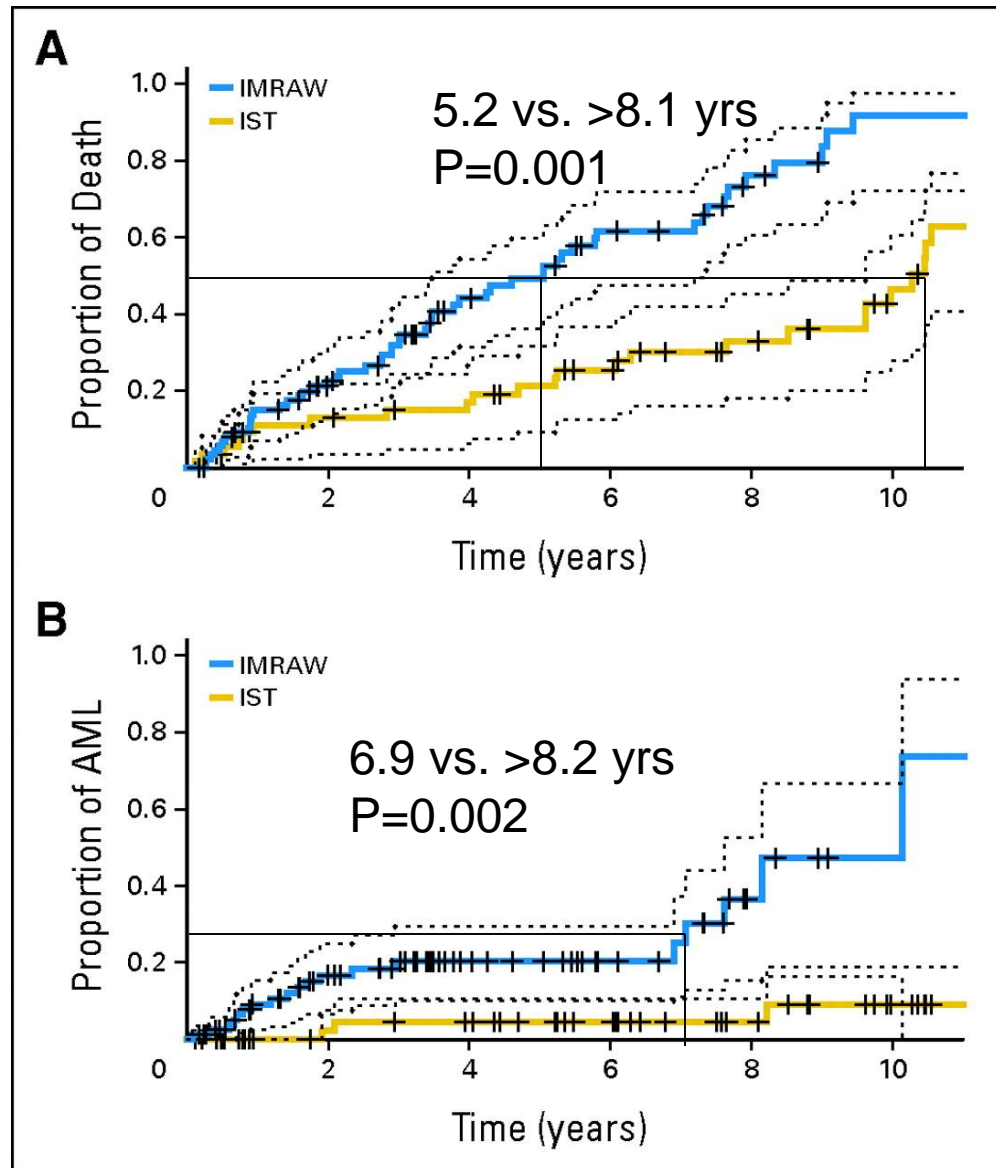 A
1.0
0.8
0.6
0.4
0.2
IMRAW
IST
5.2 vs. >8.1 yrs
P=0.001
Proportion of Death
0 2 4 6 8 10
Time (years)
B
1.0
0.8
0.6
0.4
0.2
IMRAW
IST
6.9 vs. >8.2 yrs
P=0.002
Proportion of AML
0 2 4 6 8 10
Time (years)